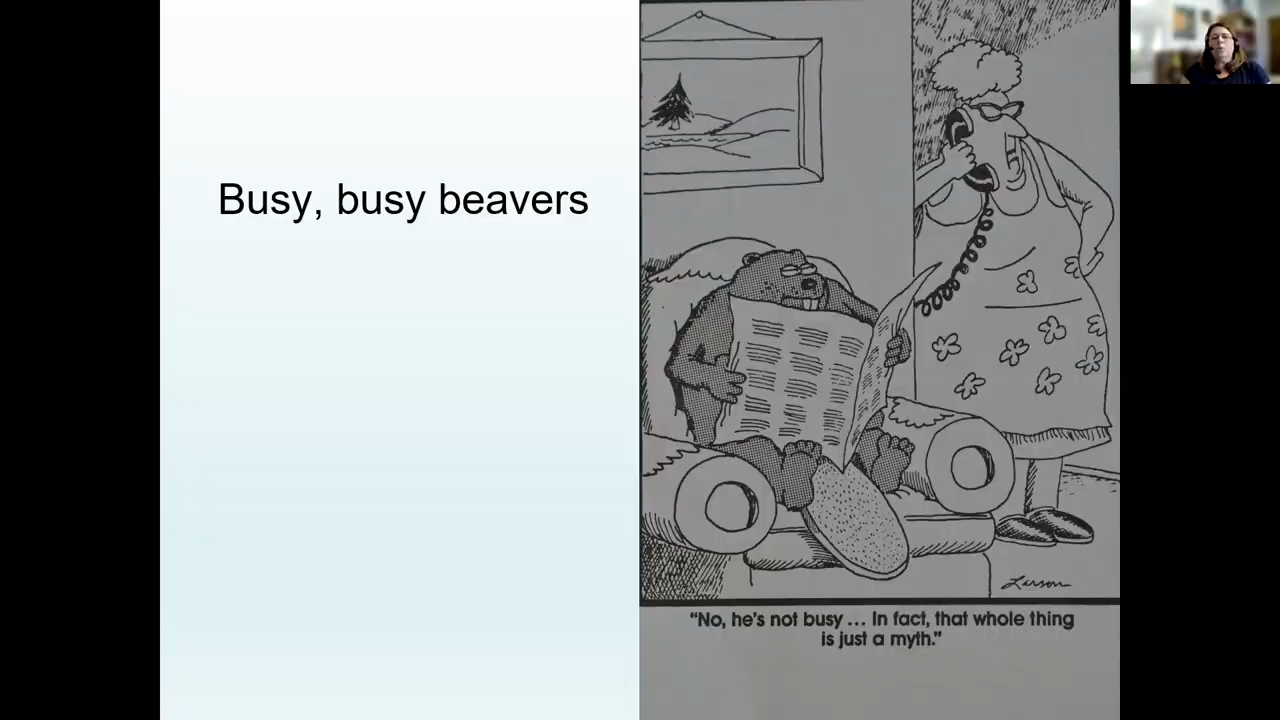 Busy, busy beavers
Larson
"No, he's not busy ... In fact, that whole thing
is just a myth."